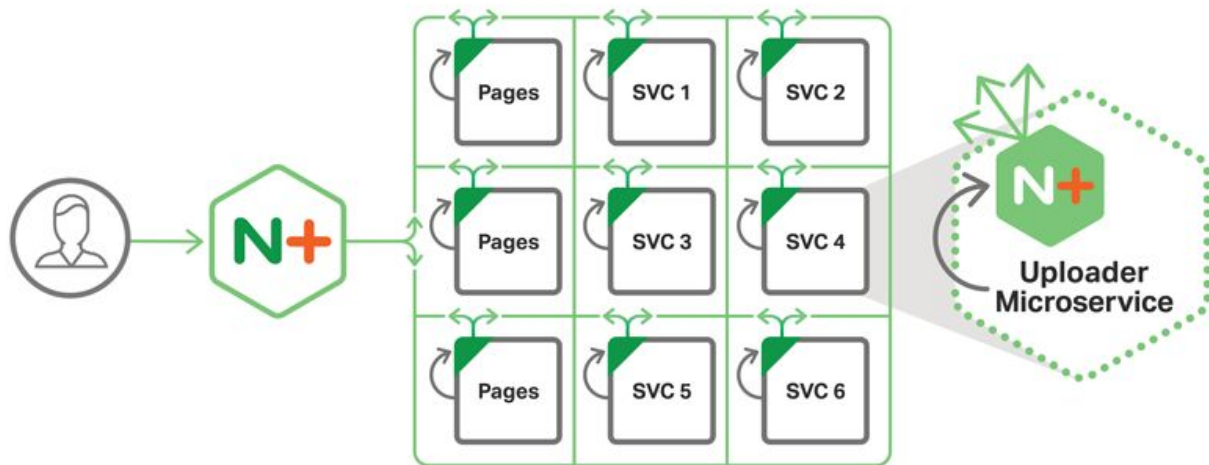 Pages
SVC 1
SVC 2
N+
N+
Pages
SVC 3
SVC 4
Uploader
Microservice
Pages
SVC 5
SVC 6